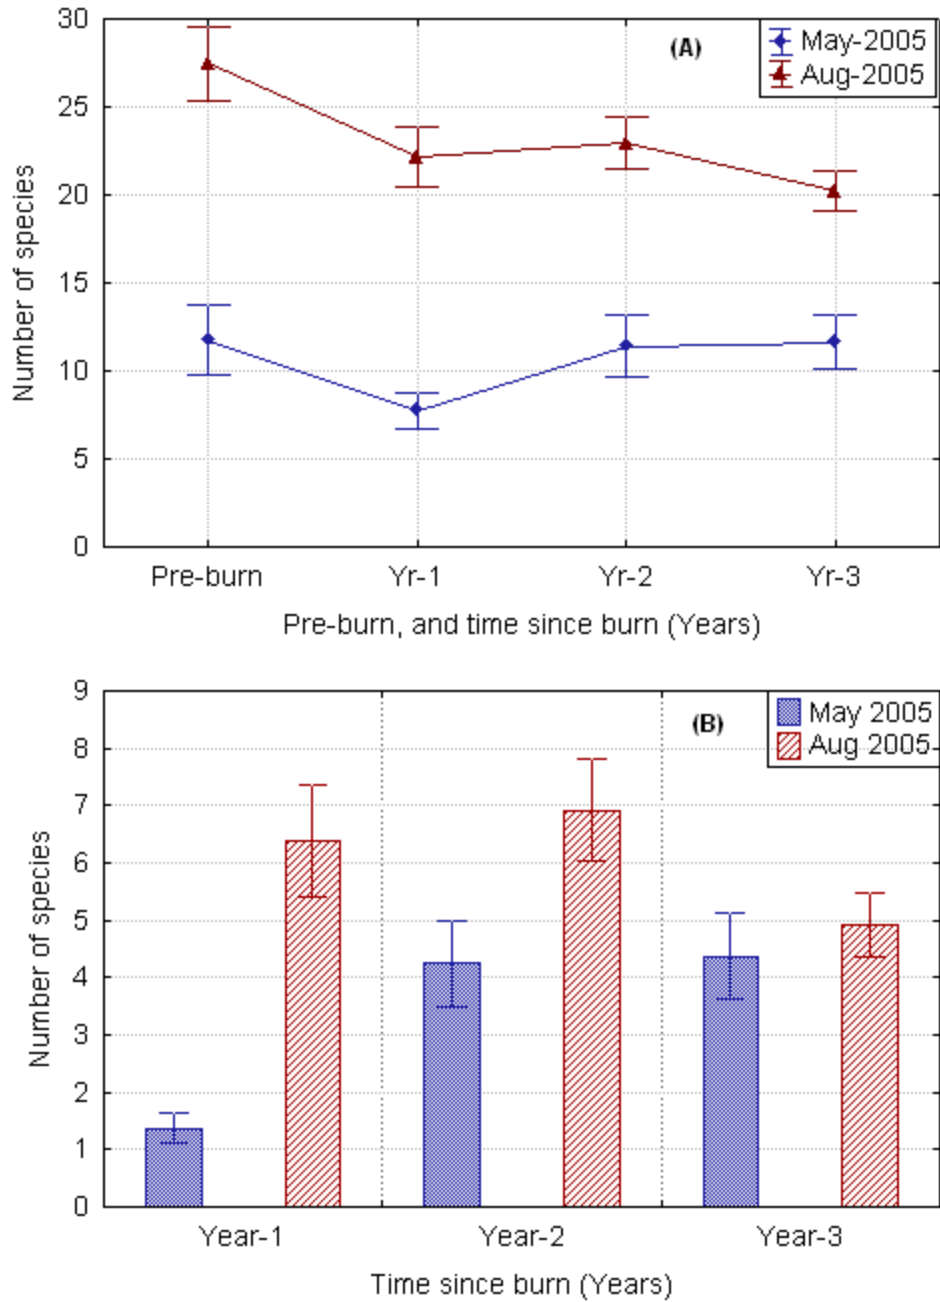 30
25
20
15
10
5
0
Number of species
(A)
May-2005
Aug-2005
Pre-burn Yr-1 Yr-2 Yr-3
Pre-burn, and time since burn (Years)
9
8
7
6
5
4
3
2
1
0
Number of species
(B)
May 2005
Aug 2005
Year-1 Year-2 Year-3
Time since burn (Years)